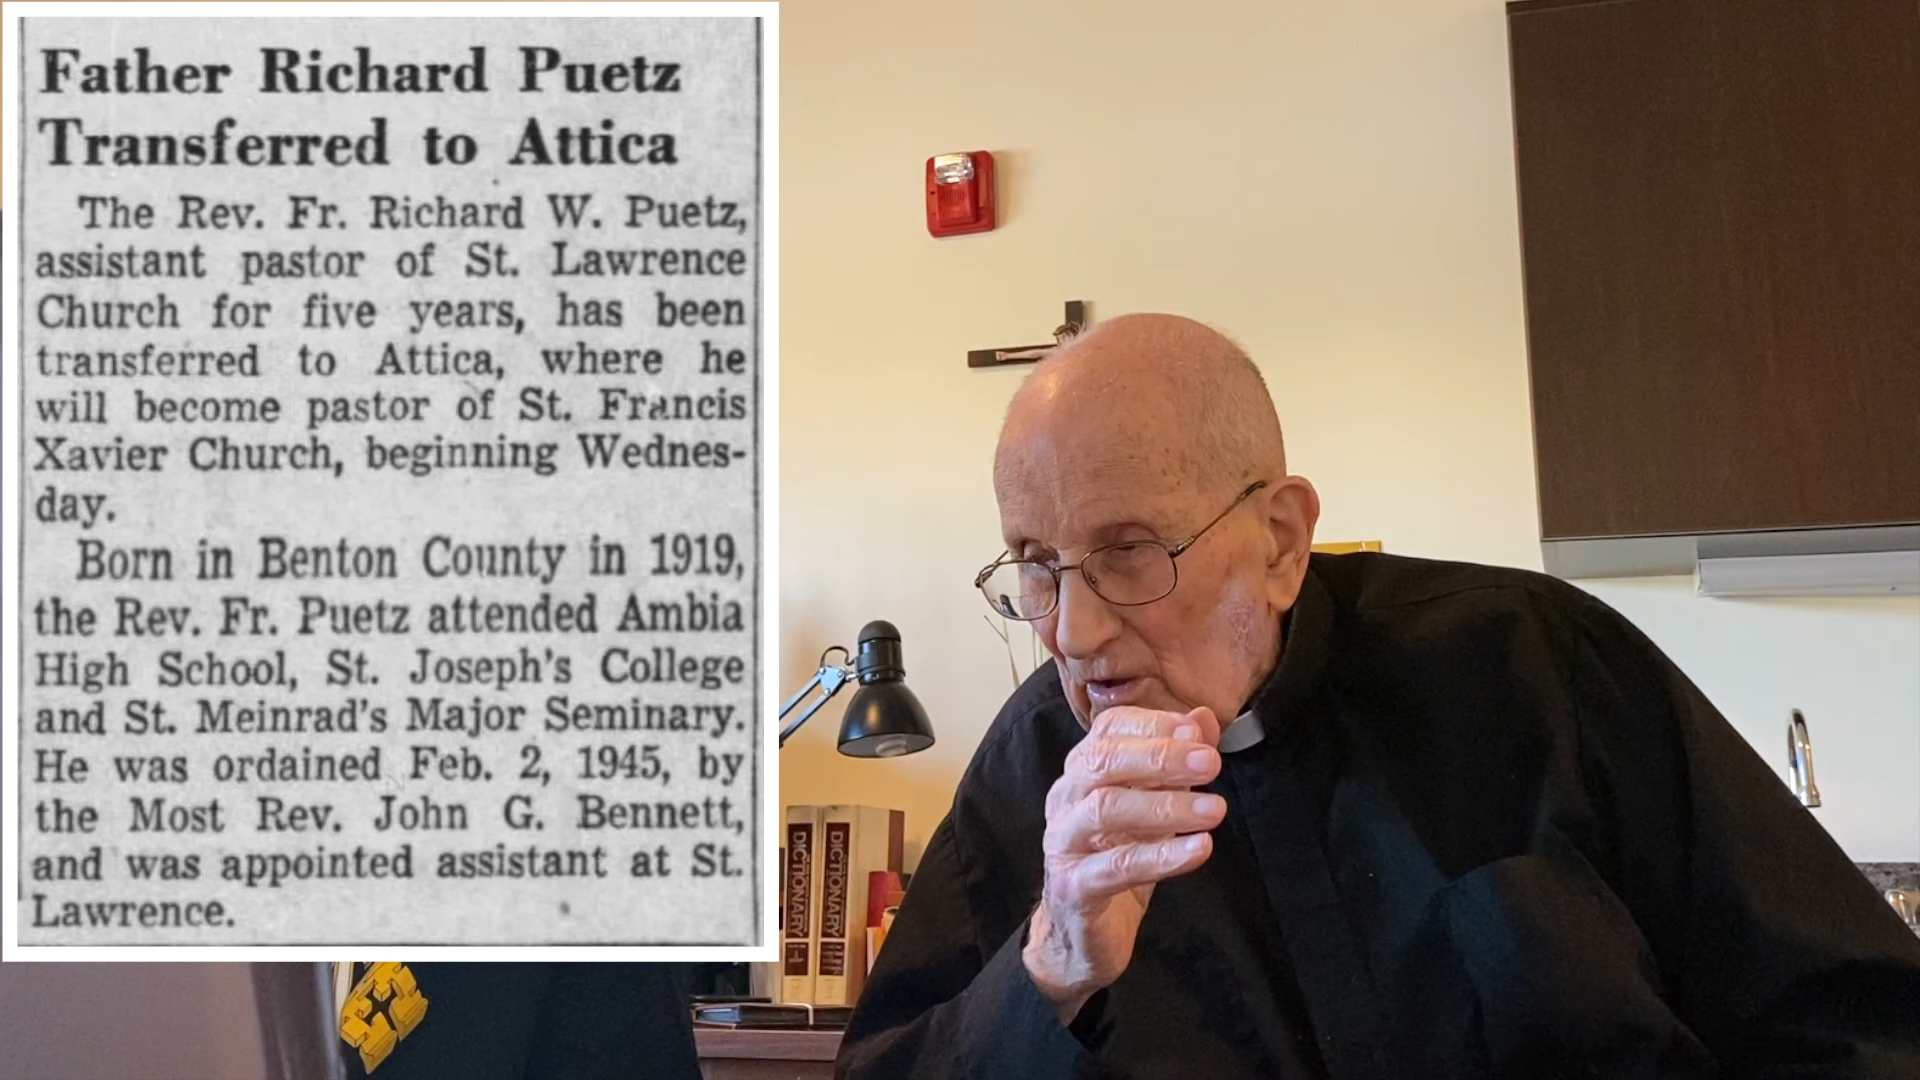 Father Richard Puetz
Transferred to Attica
The Rev. Fr. Richard W. Puetz,
assistant pastor of St. Lawrence
Church for five years, has been
transferred to Attica, where he
will become pastor of St. Francis
Xavier Church, beginning Wednes-
day.
Born in Benton County in 1919,
the Rev. Fr. Puetz attended Ambia
High School, St. Joseph's College
and St. Meinrad's Major Seminary.
He was ordained Feb. 2, 1945, by
the Most Rev. John G. Bennett,
and was appointed assistant at St.
Lawrence.
DICTIONARY
DICTIONARY